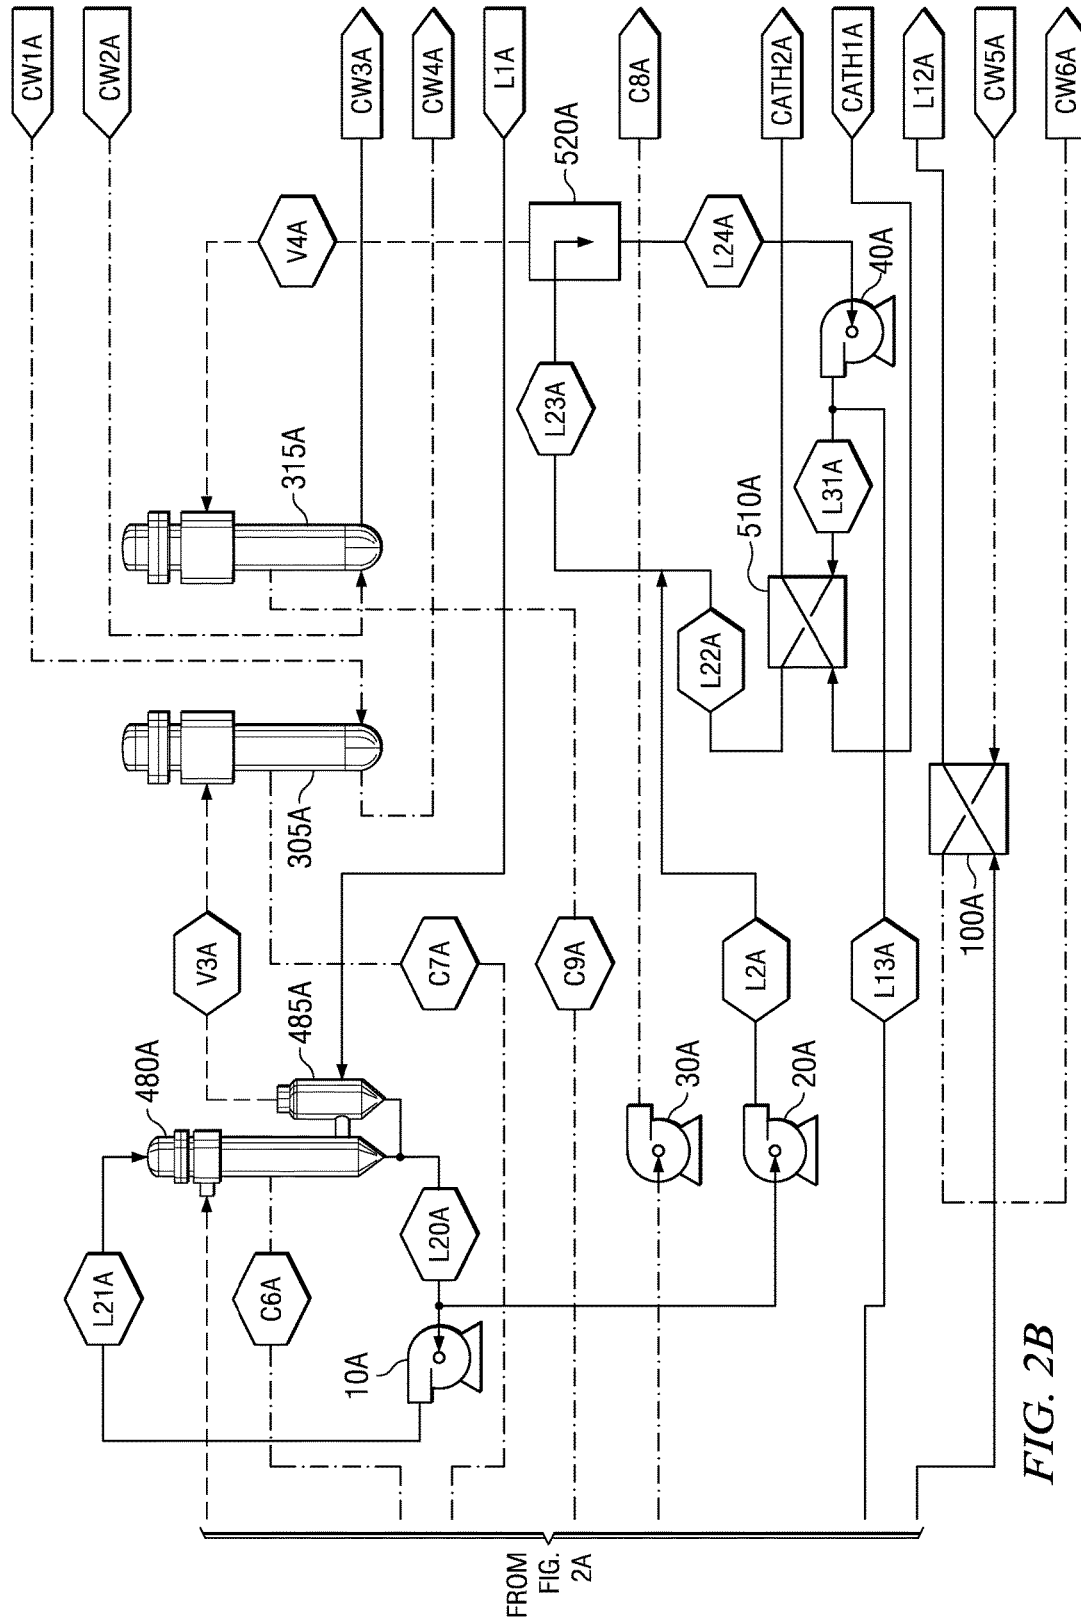 CW1A
CW2A
CW3A
CW4A
L1A
C8A
CATH2A
CATH1A
L12A
CW5A
CW6A
V4A
520A
L24A
40A
L23A
315A
L31A
510A
L22A
305A
100A
V3A
C7A
C9A
L2A
L13A
485A
480A
30A
20A
L20A
L21A
C6A
10A
FROM
FIG.
2A
FIG. 2B